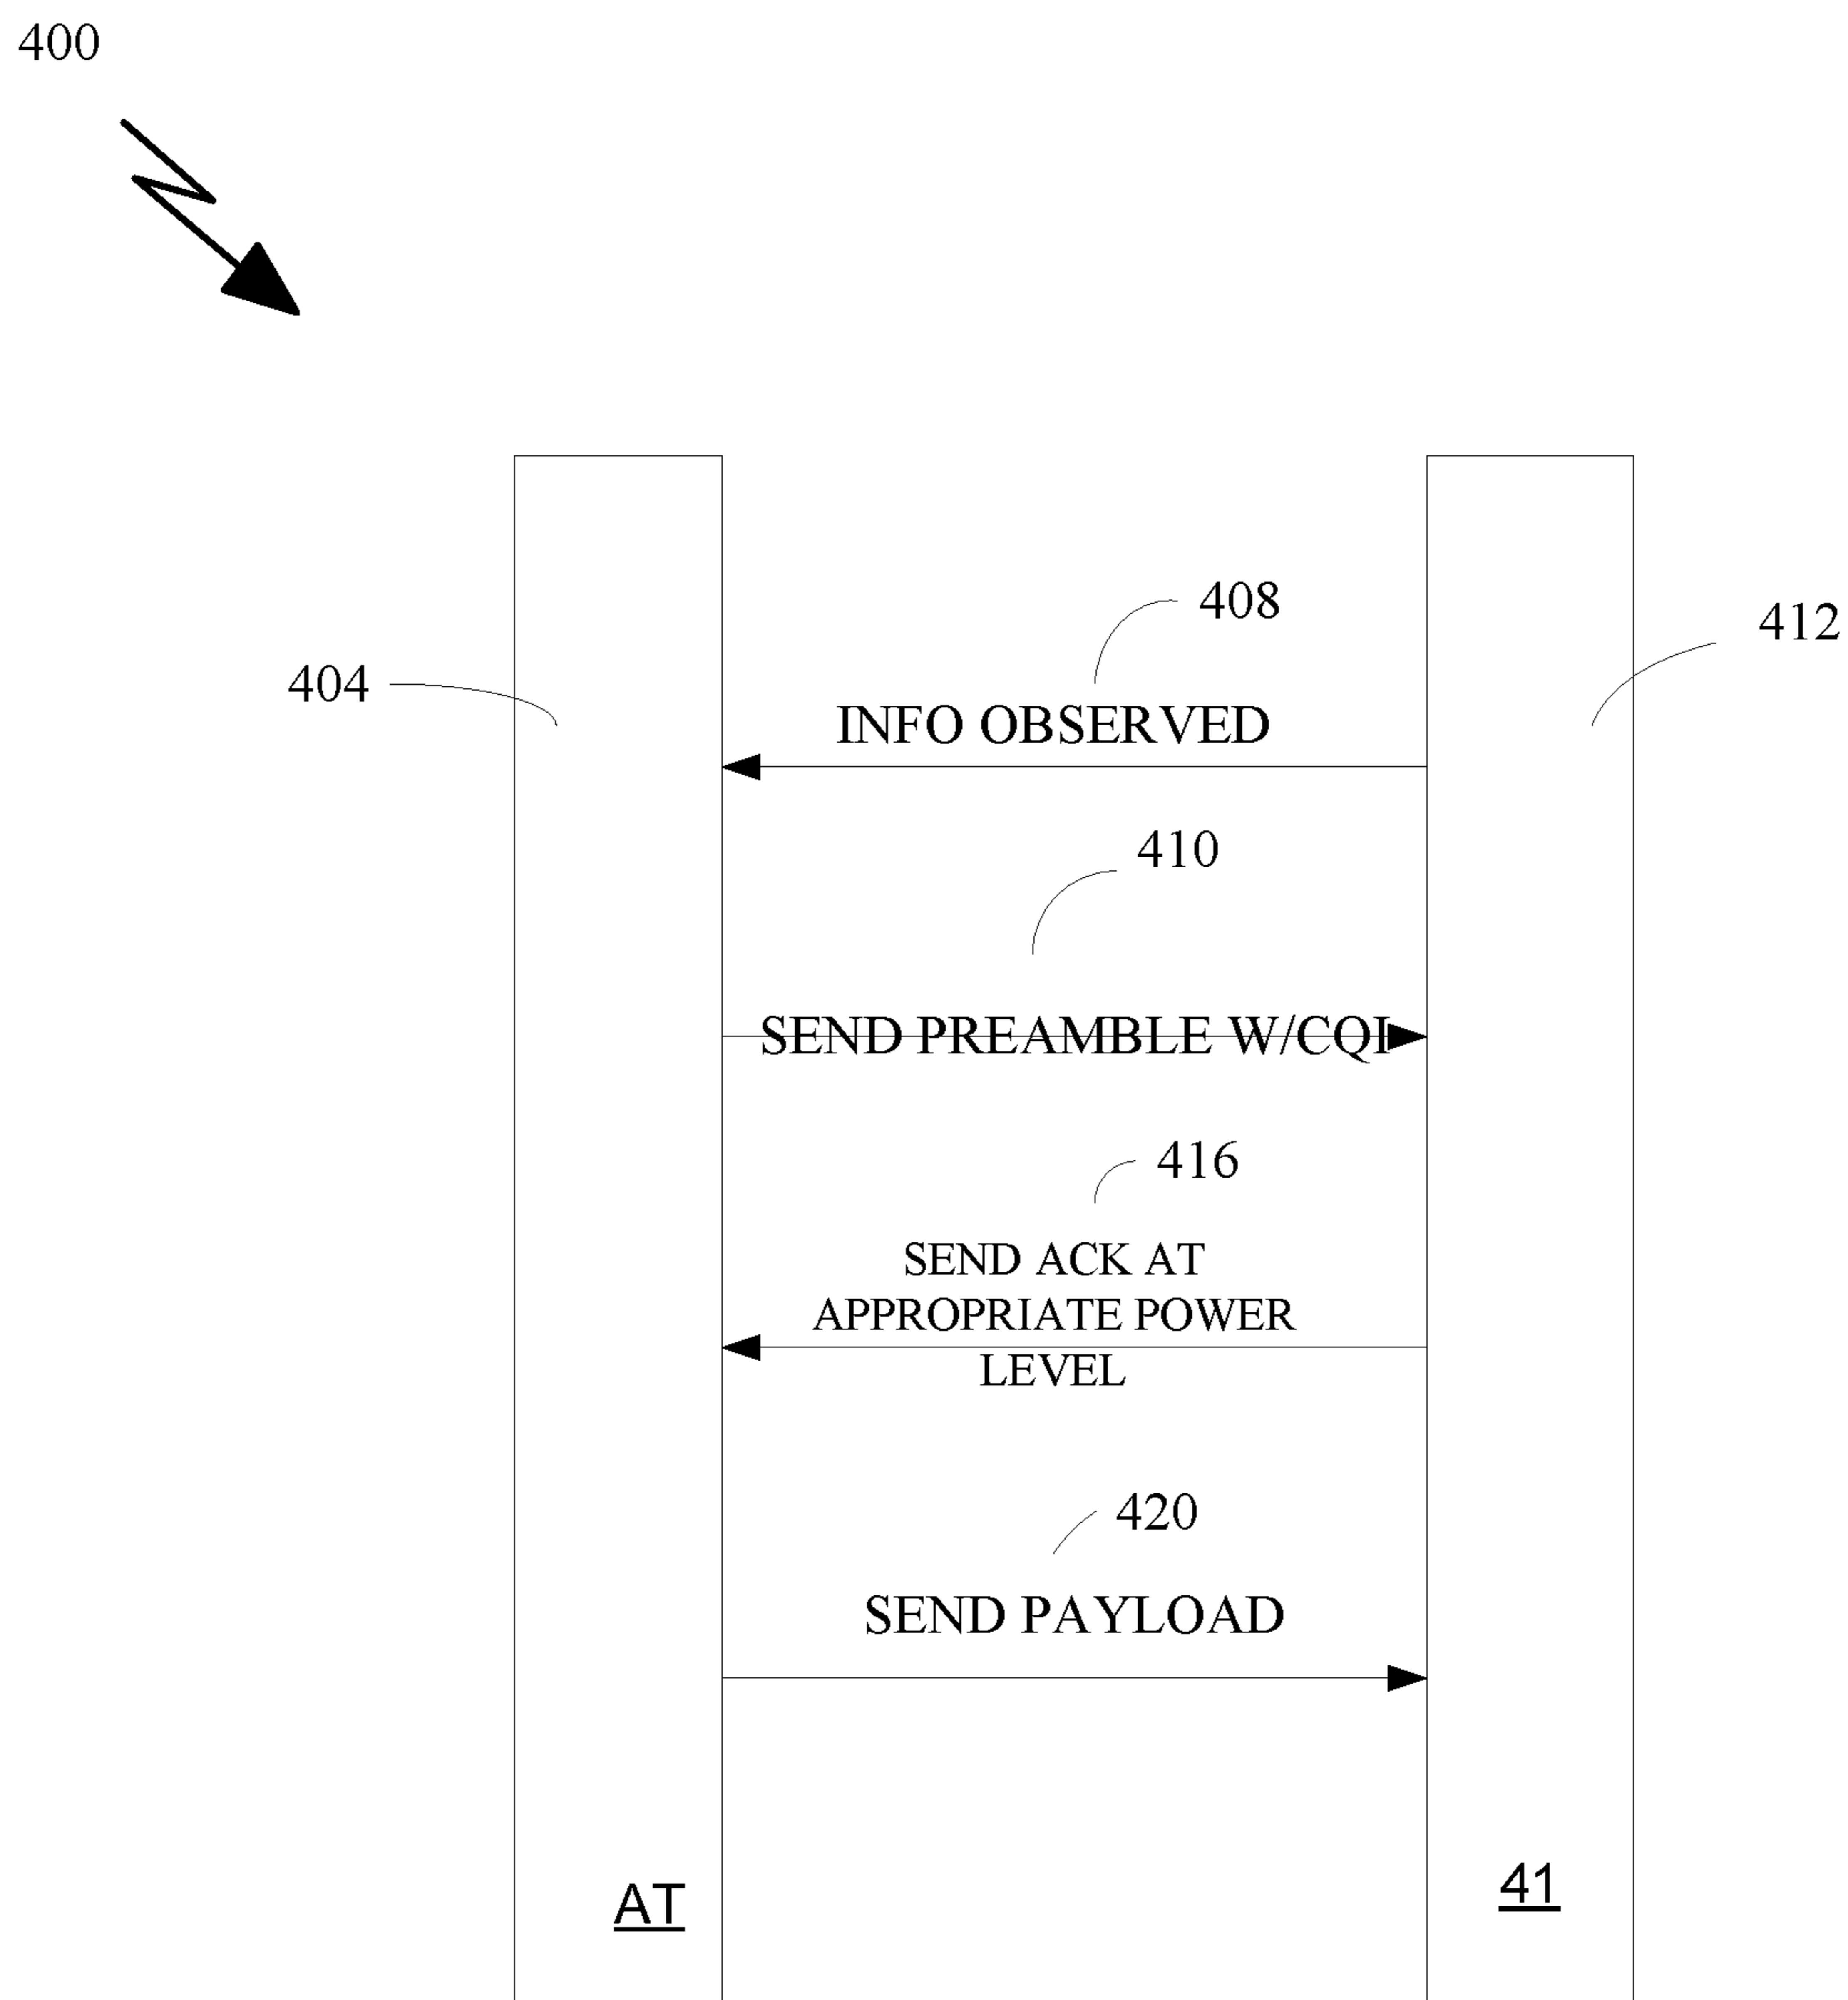 400
408
412
404
INFO OBSERVED
410
SEND PREAMBLE W/CQI
416
SEND ACK AT
APPROPRIATE POWER
LEVEL
420
SEND PAYLOAD
AT
41